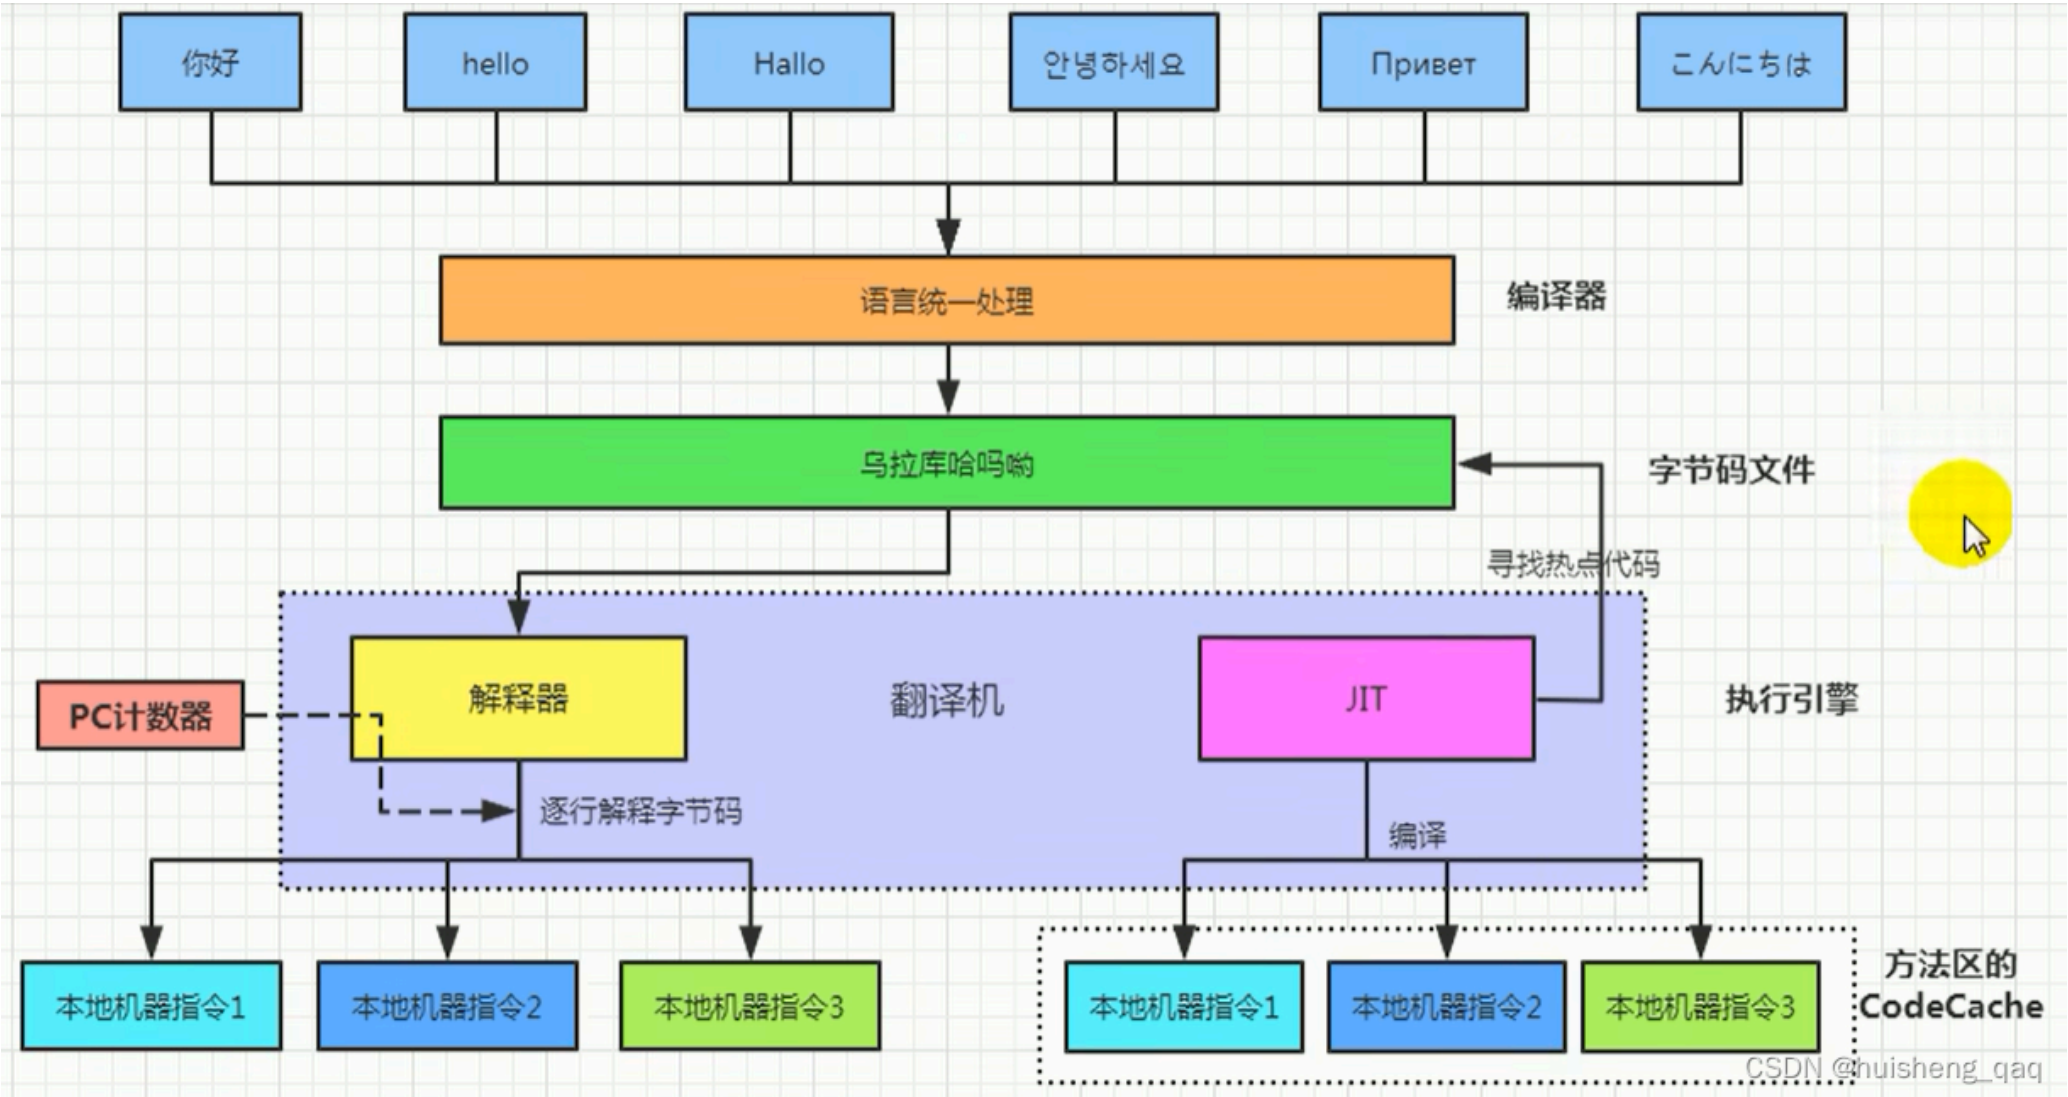 你好
hello
Hallo
안녕하세요
Привет
こんにちは
语言统一处理
编译器
乌拉库哈吗哟
字节码文件
寻找热点代码
解释器
翻译机
JIT
执行引擎
PC计数器
逐行解释字节码
编译
本地机器指令1
本地机器指令2
本地机器指令3
本地机器指令1
本地机器指令2
本地机器指令3
方法区的
CodeCache
CSDN @huisheng_qaq